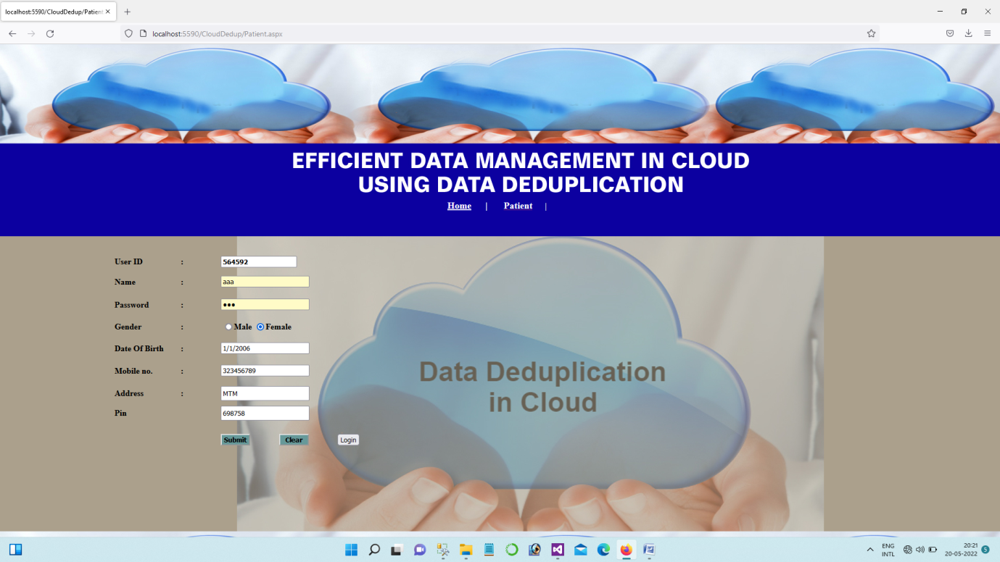 localhost:5590/CloudDedup/Patient
localhost:5590/CloudDedup/Patient.aspx
EFFICIENT DATA MANAGEMENT IN CLOUD
USING DATA DEDUPLICATION
Home | Patient |
User ID : 564592
Name : aaa
Password : •••
Gender : Male Female
Date Of Birth : 1/1/2006
Mobile no. : 323456789
Address : MTM
Pin 698758
Submit Clear Login
Data Deduplication
in Cloud
ENG
INTL
20:21
20-05-2022
5